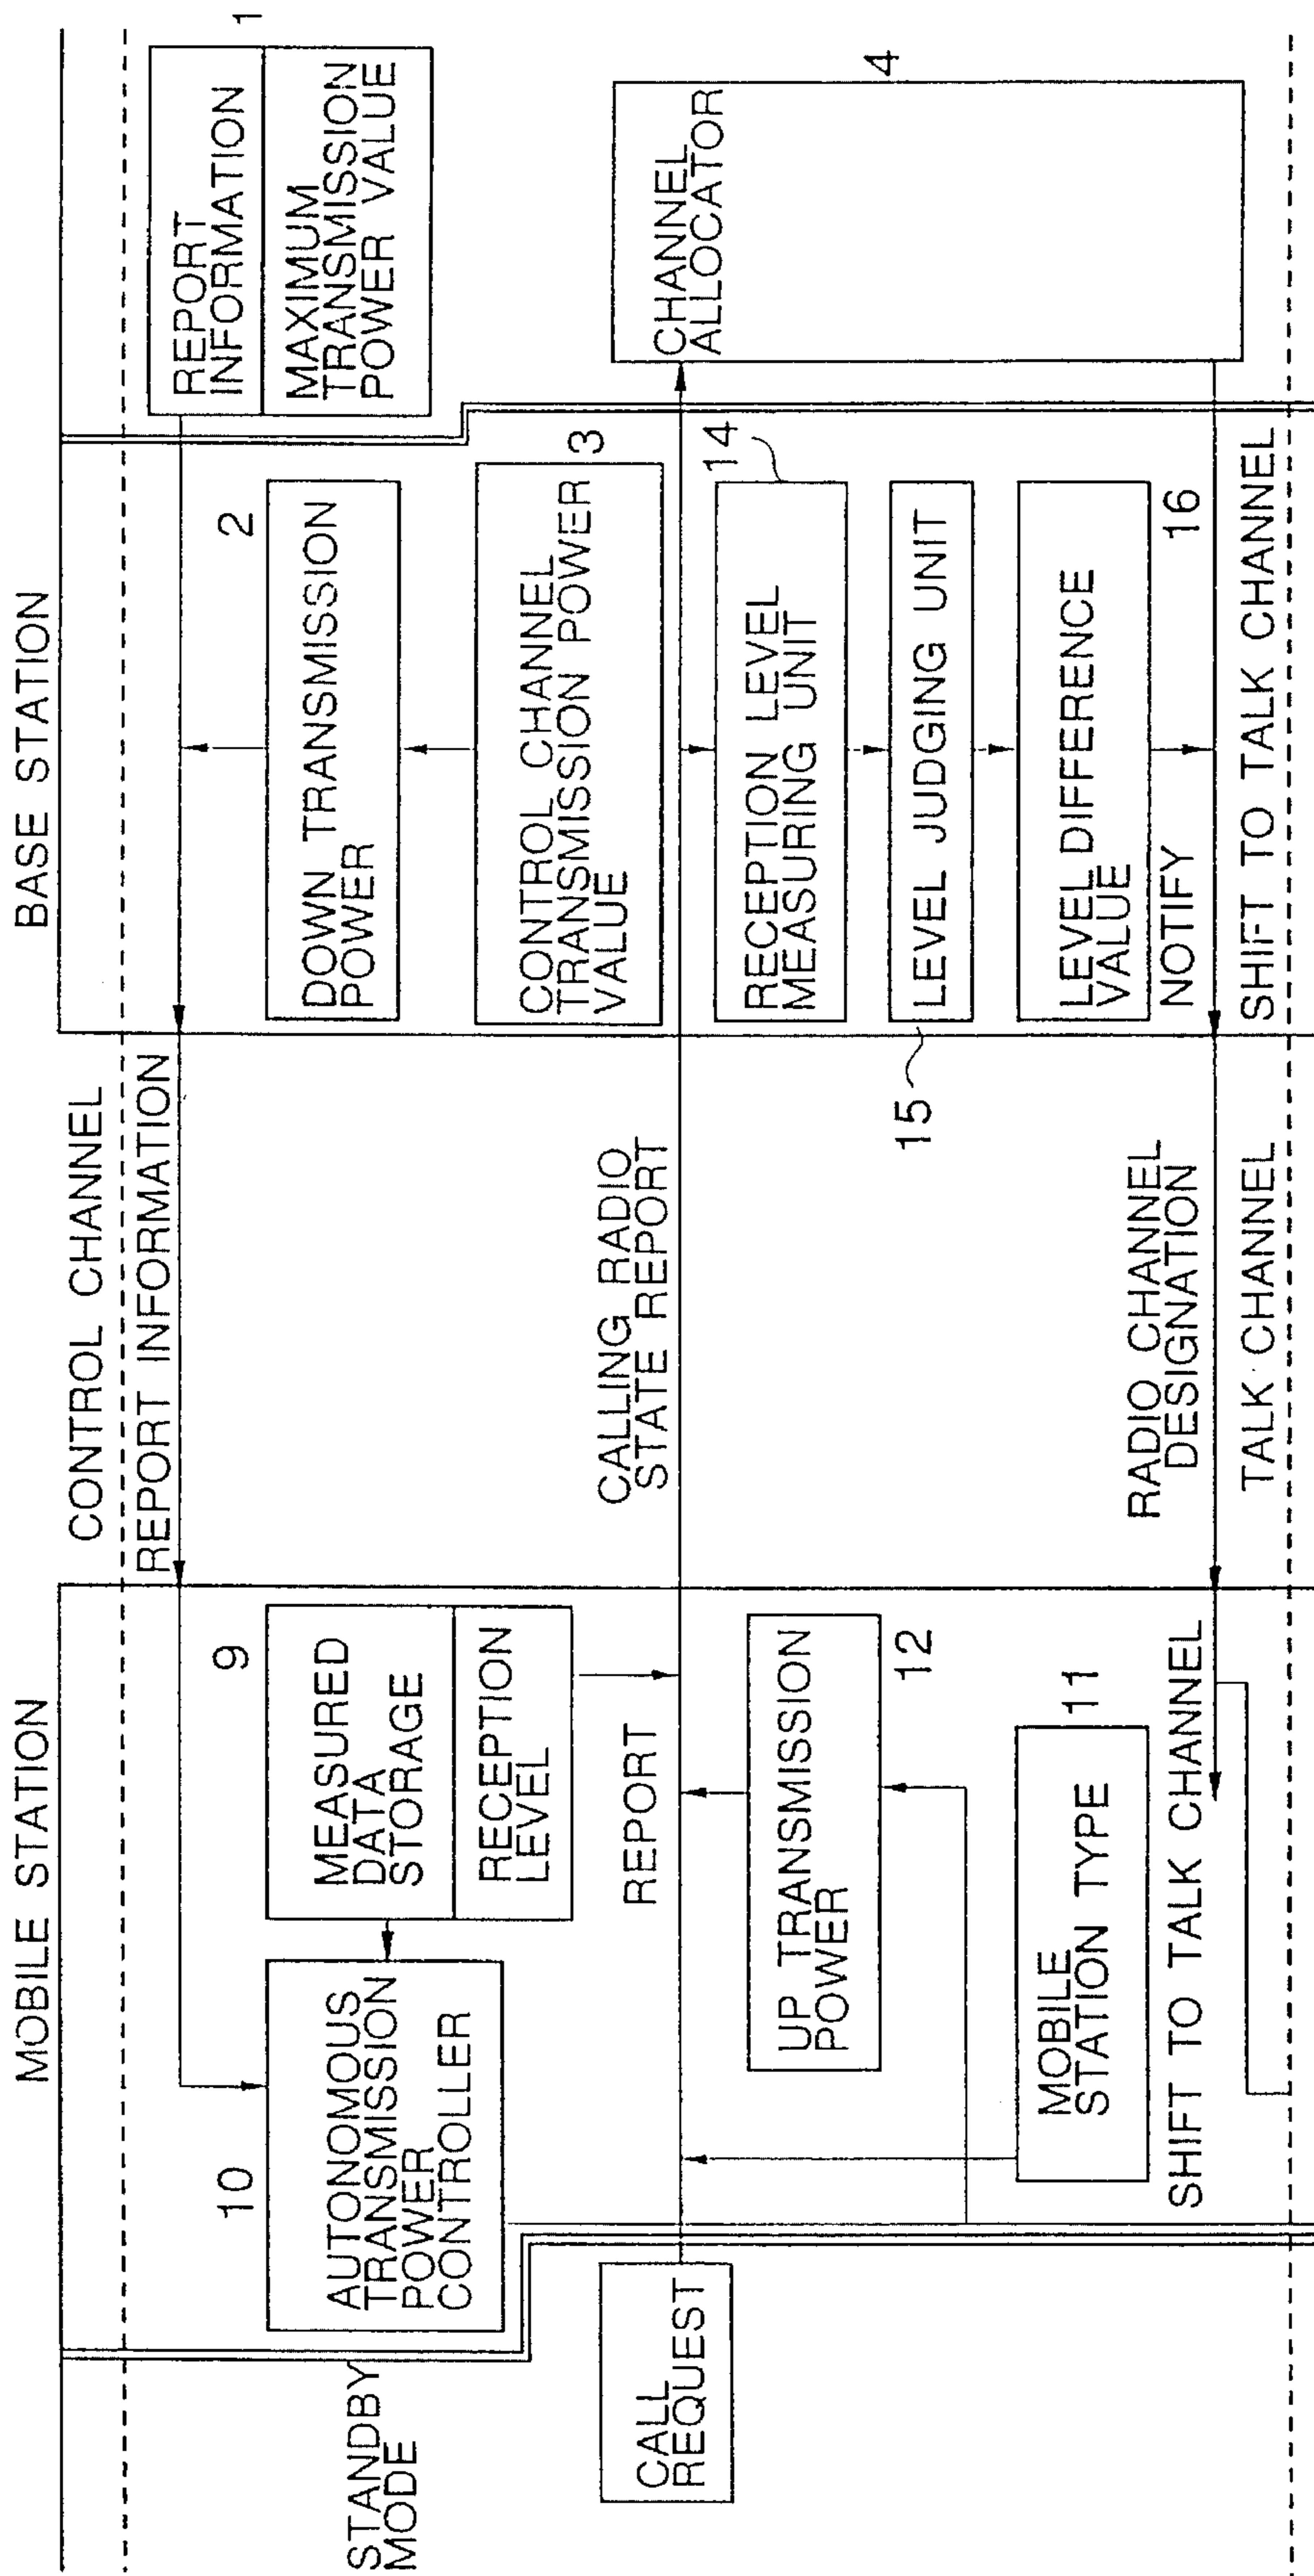 MOBILE STATION
BASE STATION
CONTROL CHANNEL
REPORT INFORMATION
STANDBY
MODE
10
AUTONOMOUS
TRANSMISSION
POWER
CONTROLLER
9
MEASURED
DATA
STORAGE
RECEPTION
LEVEL
2
DOWN TRANSMISSION
POWER
1
REPORT
INFORMATION
MAXIMUM
TRANSMISSION
POWER VALUE
CONTROL CHANNEL
TRANSMISSION POWER
VALUE
3
CALL
REQUEST
REPORT
CALLING RADIO
STATE REPORT
CHANNEL
ALLOCATOR
4
UP TRANSMISSION
POWER
12
RECEPTION LEVEL
MEASURING UNIT
14
15
LEVEL JUDGING UNIT
MOBILE
STATION TYPE
11
LEVEL DIFFERENCE
VALUE
NOTIFY
16
RADIO CHANNEL
DESIGNATION
SHIFT TO TALK CHANNEL
TALK CHANNEL
SHIFT TO TALK CHANNEL